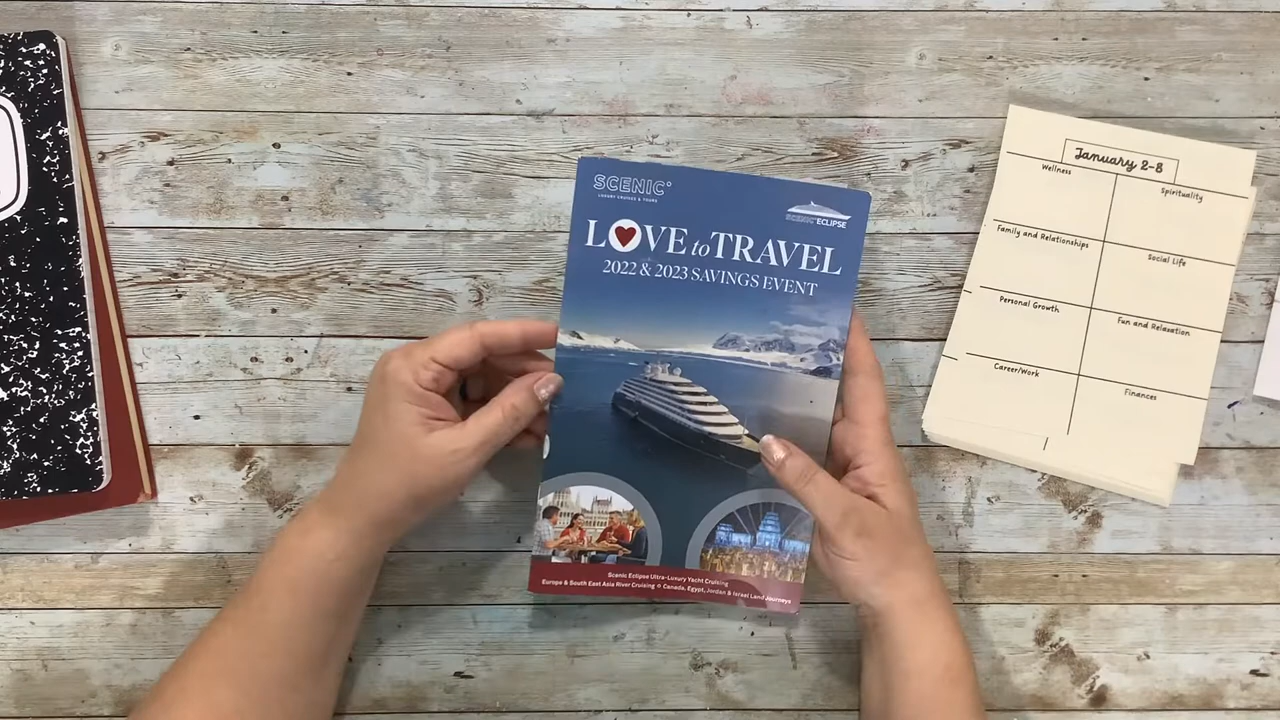 SCENIC°
LUXURY CRUISES & TOURS
SCENIC° ECLIPSE
LOVE to TRAVEL
2022 & 2023 SAVINGS EVENT
Scenic Eclipse Ultra-Luxury Yacht Cruising
Europe & South East Asia River Cruising Canada, Egypt, Jordan & Israel Land Journeys
January 2-8
Wellness
Spirituality
Family and Relationships
Social Life
Personal Growth
Fun and Relaxation
Career/Work
Finances